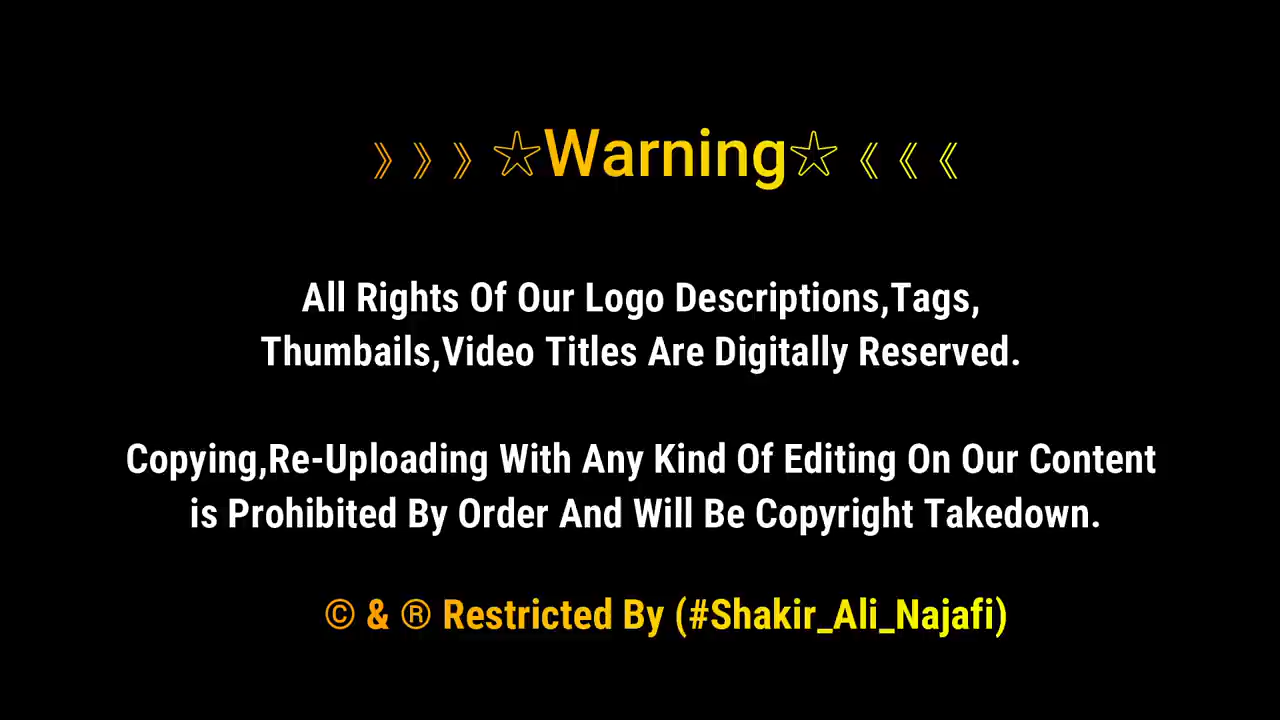 》》》☆Warning☆《《《
All Rights Of Our Logo Descriptions,Tags,
Thumbails,Video Titles Are Digitally Reserved.
Copying,Re-Uploading With Any Kind Of Editing On Our Content
is Prohibited By Order And Will Be Copyright Takedown.
© & ® Restricted By (#Shakir_Ali_Najafi)